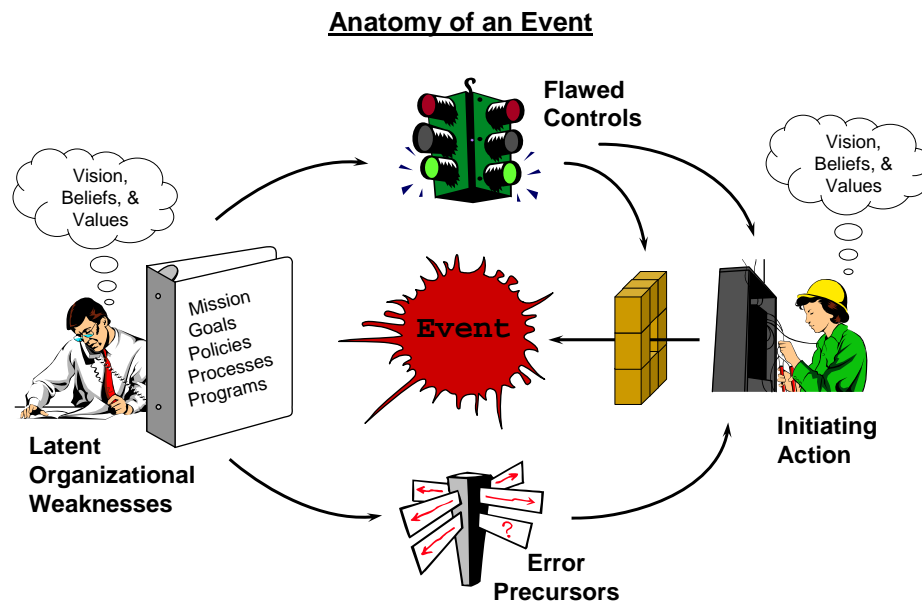 Anatomy of an Event
Flawed
Controls
Vision,
Beliefs, &
Values
Vision,
Beliefs, &
Values
Mission
Goals
Policies
Processes
Programs
Event
Latent
Organizational
Weaknesses
Initiating
Action
?
Error
Precursors